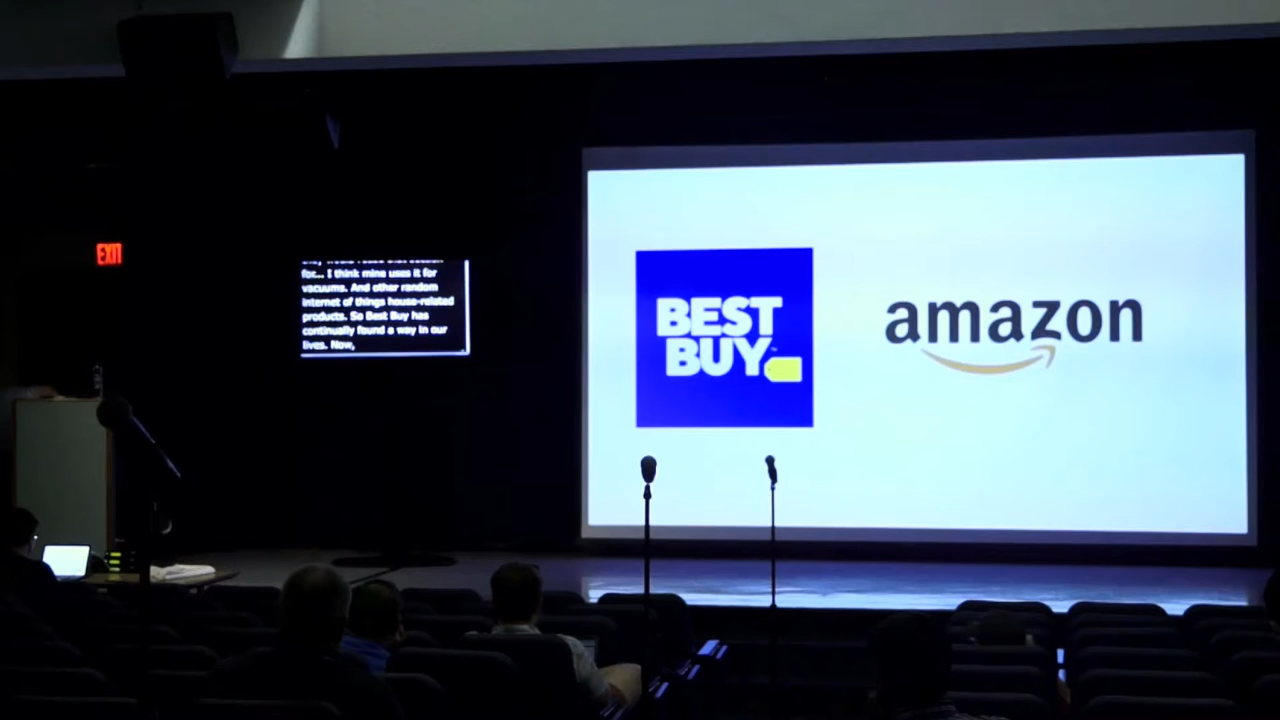 EXIT
for... I think mine uses it for
vacuums. And other random
internet of things house-related
products. So Best Buy has
continually found a way in our
lives. Now,
BEST
BUY
amazon